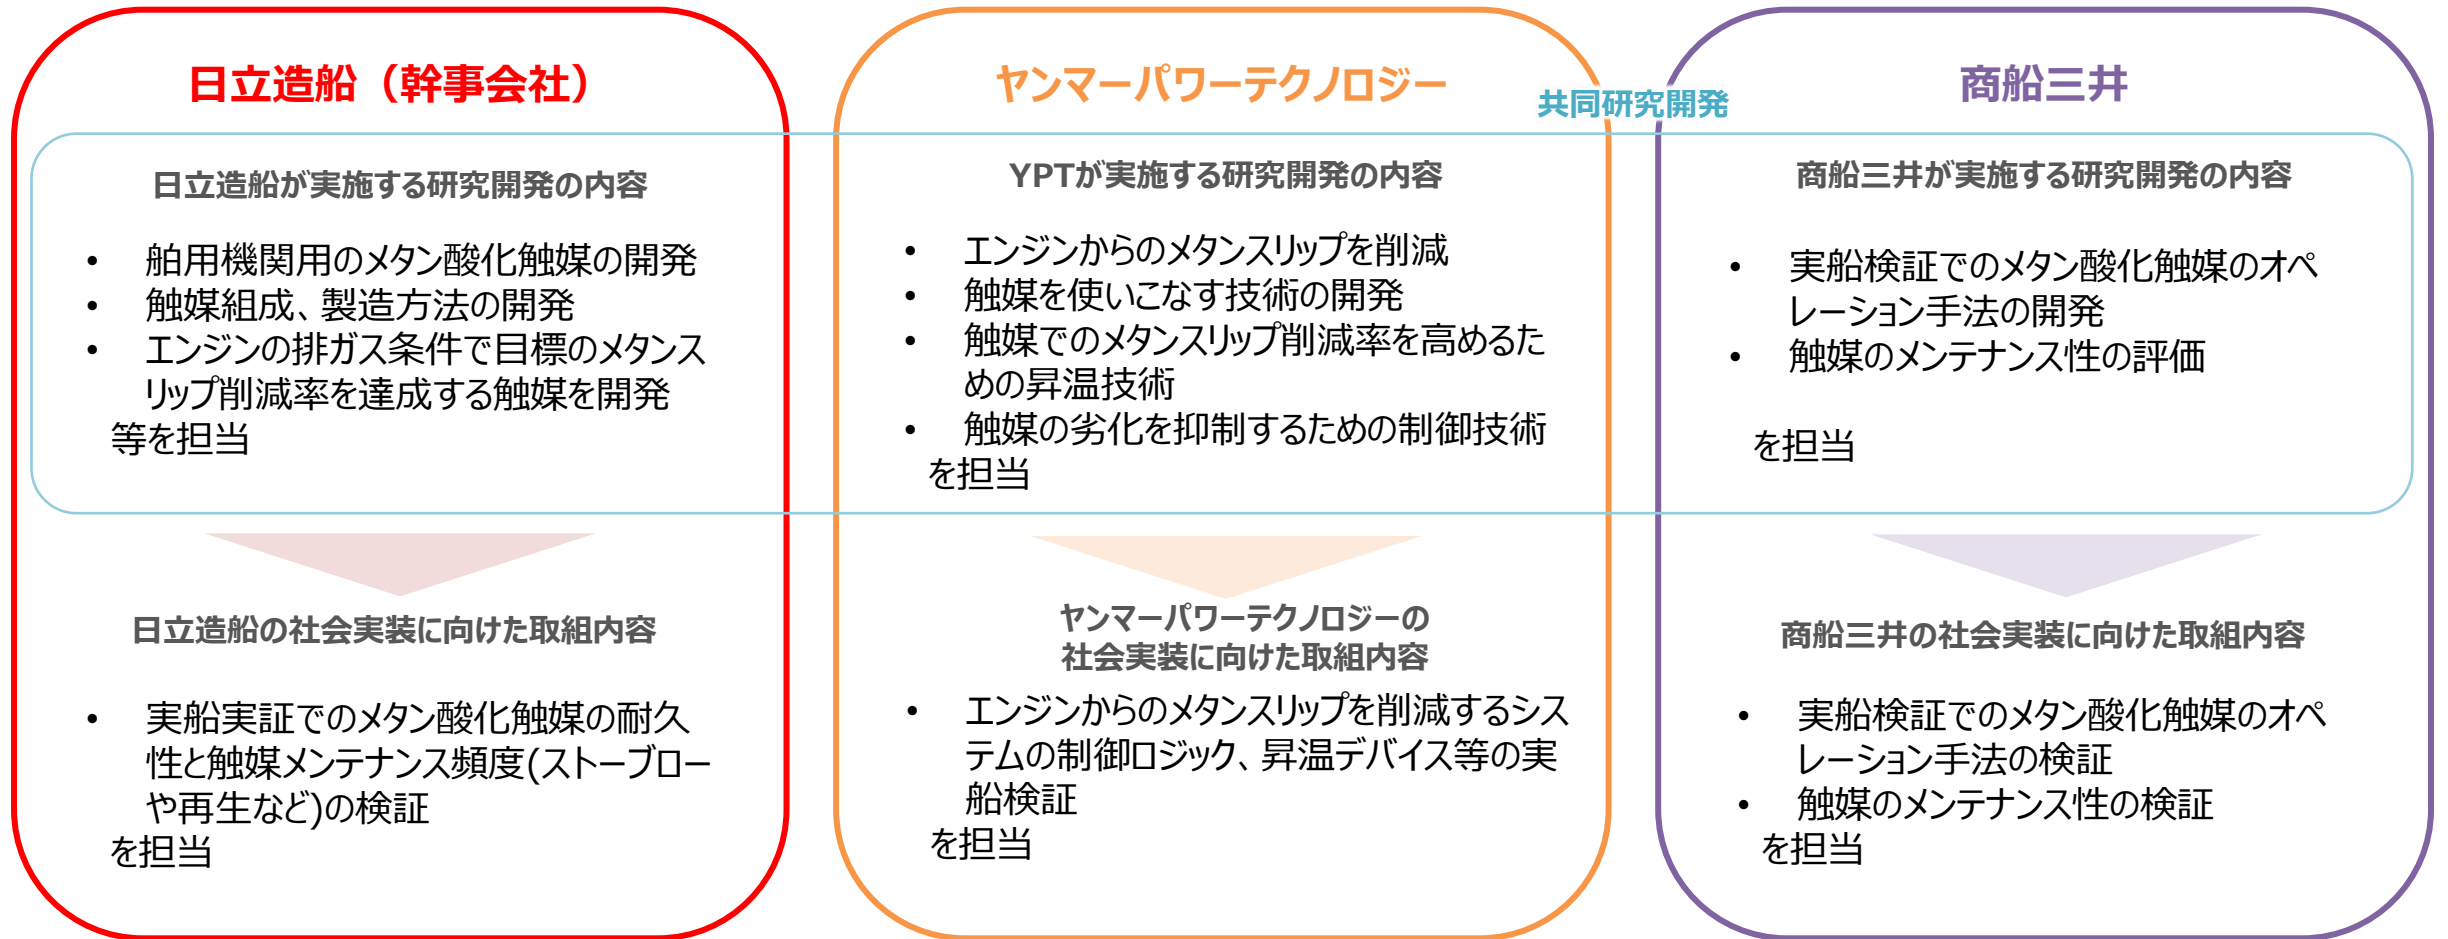 日立造船（幹事会社）
日立造船が実施する研究開発の内容
• 舶用機関用のメタン酸化触媒の開発
• 触媒組成、製造方法の開発
• エンジンの排ガス条件で目標のメタンス
リップ削減率を達成する触媒を開発
等を担当
日立造船の社会実装に向けた取組内容
• 実船実証でのメタン酸化触媒の耐久
性と触媒メンテナンス頻度(ストーブロー
や再生など)の検証
を担当
ヤンマーパワーテクノロジー
共同研究開発
YPTが実施する研究開発の内容
• エンジンからのメタンスリップを削減
• 触媒を使いこなす技術の開発
• 触媒でのメタンスリップ削減率を高めるた
めの昇温技術
• 触媒の劣化を抑制するための制御技術
を担当
ヤンマーパワーテクノロジーの
社会実装に向けた取組内容
• エンジンからのメタンスリップを削減するシス
テムの制御ロジック、昇温デバイス等の実
船検証
を担当
商船三井
商船三井が実施する研究開発の内容
• 実船検証でのメタン酸化触媒のオペ
レーション手法の開発
• 触媒のメンテナンス性の評価
を担当
商船三井の社会実装に向けた取組内容
• 実船検証でのメタン酸化触媒のオペ
レーション手法の検証
• 触媒のメンテナンス性の検証
を担当